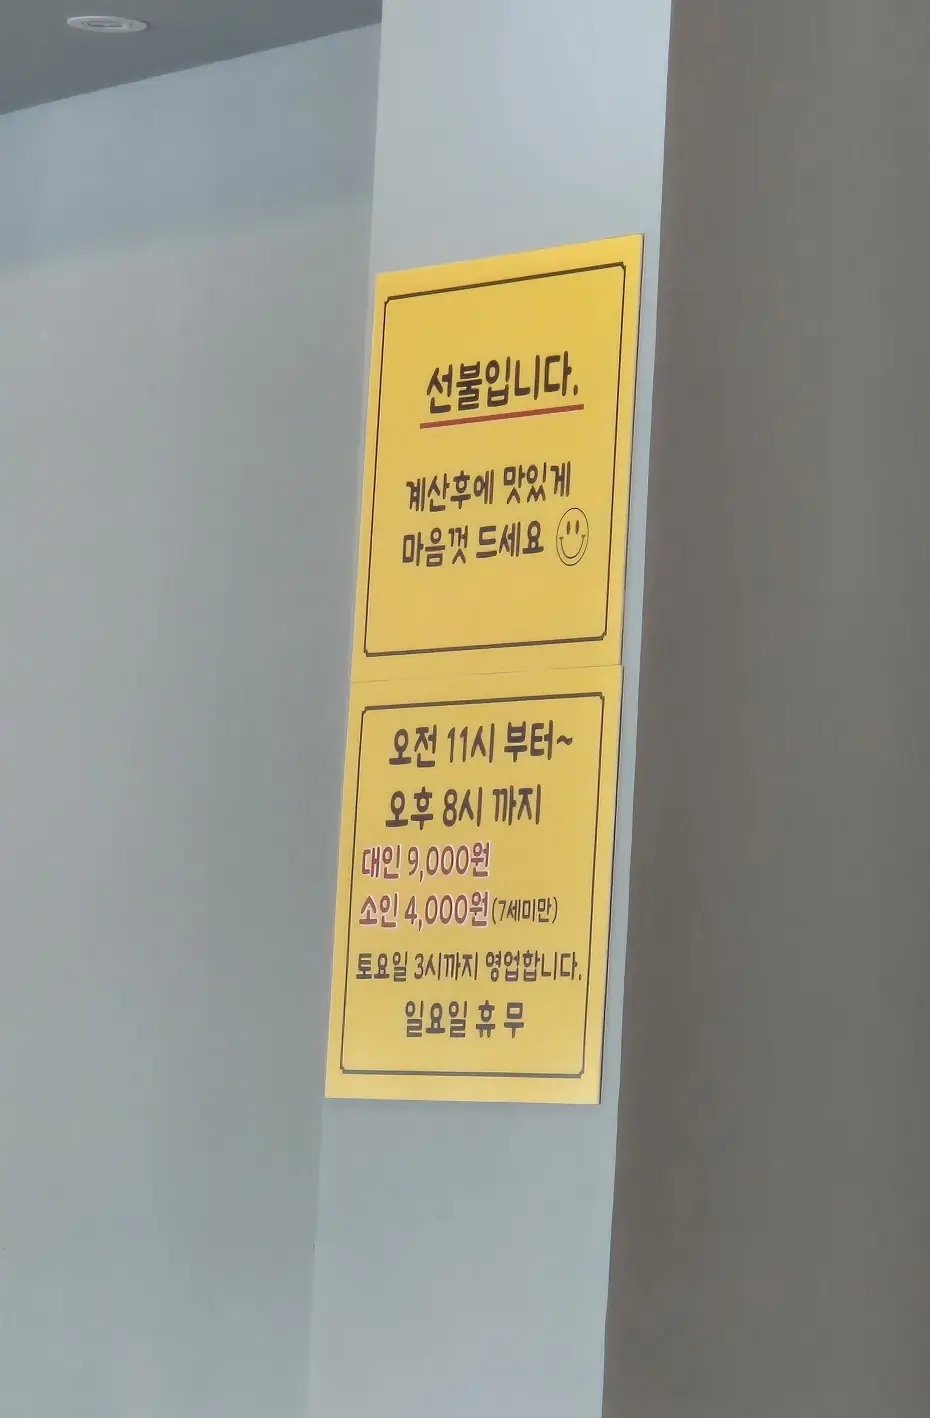 선불입니다.
계산후에 맛있게
마음껏 드세요
오전 11시 부터~
오후 8시 까지
대인 9,000원
소인 4,000원(7세미만)
토요일 3시까지 영업합니다.
일요일 휴 무